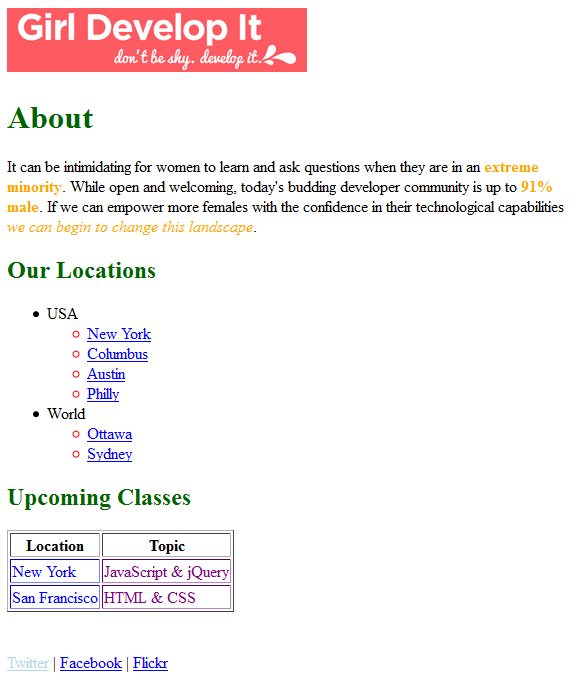 Girl Develop It
don't be shy. develop it.
About
It can be intimidating for women to learn and ask questions when they are in an extreme
minority. While open and welcoming, today's budding developer community is up to 91%
male. If we can empower more females with the confidence in their technological capabilities
we can begin to change this landscape.
Our Locations
USA
New York
Columbus
Austin
Philly
World
Ottawa
Sydney
Upcoming Classes
Location Topic
New York JavaScript & jQuery
San Francisco HTML & CSS
Twitter | Facebook | Flickr